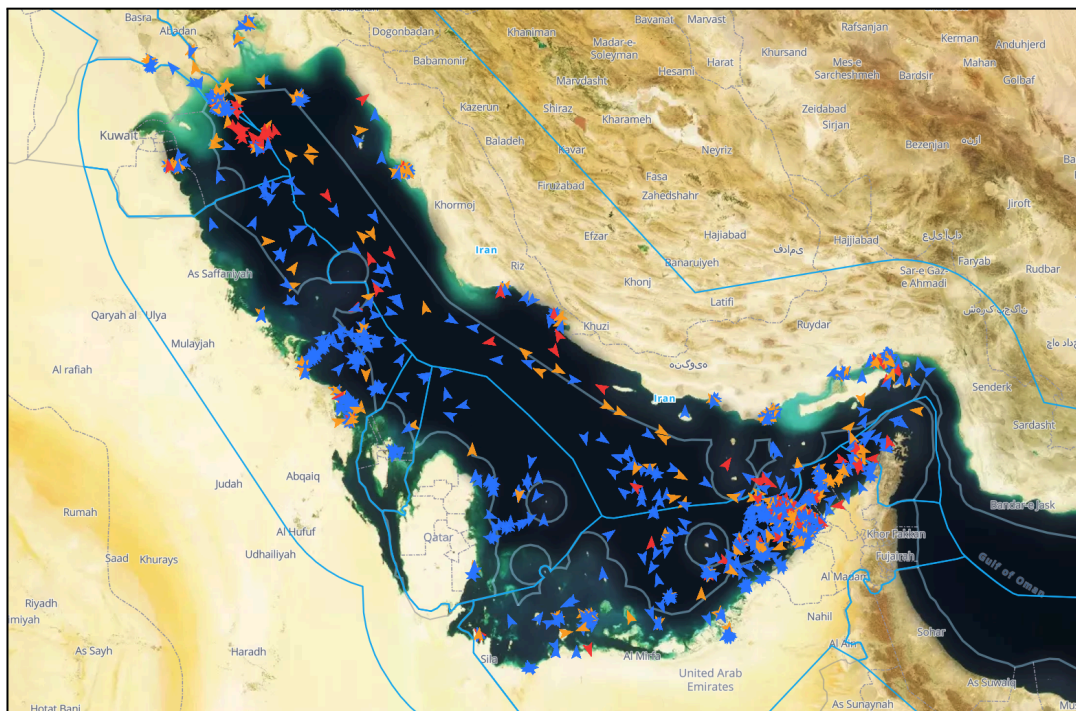 Basra
Abadan
Dogonbadan
Khaniman
Bavanat
Marvast
Rafsanjan
Kerman
Anduhjerd
Madar-e-
Soleyman
Babamonir
Marvdasht
Hesami
Harat
Khursand
Mes-e
Sarcheshmeh
Bardsir
Mahan
Golbaf
Kazerun
Shiraz
Kharameh
Zeidabad
Sirjan
Kuwait
Baladeh
Kavar
Neyriz
Bezenjan
Firuzabad
Fasa
Zahedshahr
Khormoj
Jiroft
Iran
Efzar
Hajiabad
Hajjiabad
Riz
Banaruiyeh
Sar-e Gaz-
e Ahmadi
Faryab
Rudbar
As Saffaniyah
Khonj
Latifi
Qaryah al Ulya
Khuzi
Ruydar
Mulayjah
Al rafiah
هنگویه
Senderk
Iran
Sardasht
Abqaiq
Judah
Rumah
Al Hufuf
Bandar-e Jask
Saad
Khurays
Udhailiyah
Qatar
Khor Fakkan
Fujairah
Gulf of Oman
Al Madam
Riyadh
Nahil
Sohar
As Sayh
Haradh
Sila
Al Mirfa
Al Ain
United Arab
Emirates
As Suwaiq
Hotat Bani
As Sunaynah